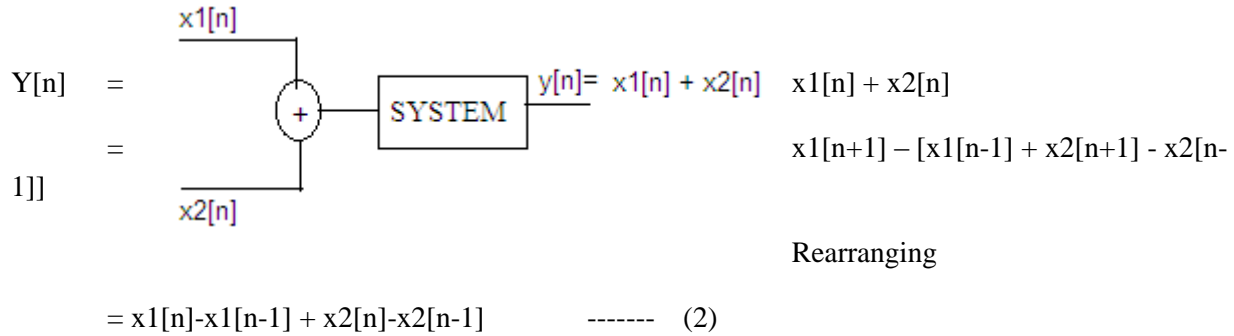 x1[n]
Y[n] = + SYSTEM y[n]= x1[n] + x2[n] x1[n] + x2[n]
= x1[n+1] – [x1[n-1] + x2[n+1] - x2[n-
1]]
x2[n]
Rearranging
= x1[n]-x1[n-1] + x2[n]-x2[n-1] ------- (2)